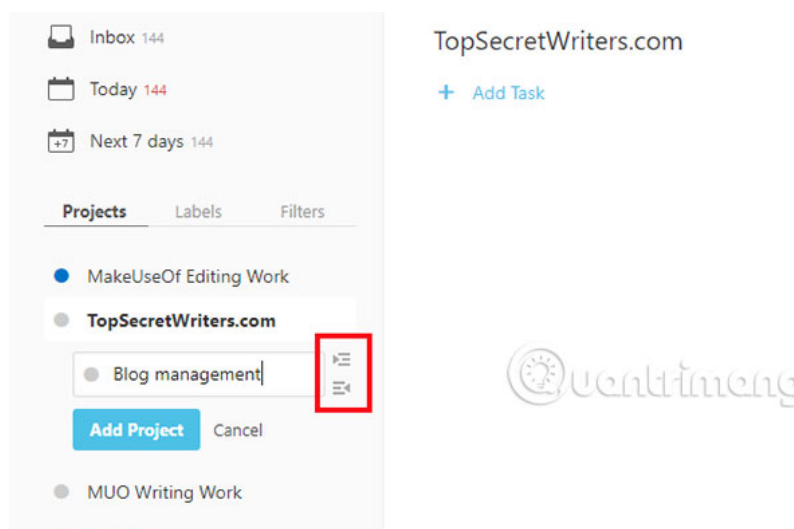 Inbox 144
Today 144
+7 Next 7 days 144
Projects Labels Filters
MakeUseOf Editing Work
TopSecretWriters.com
Blog management
Add Project Cancel
MUO Writing Work
TopSecretWriters.com
+ Add Task
Quantrimang